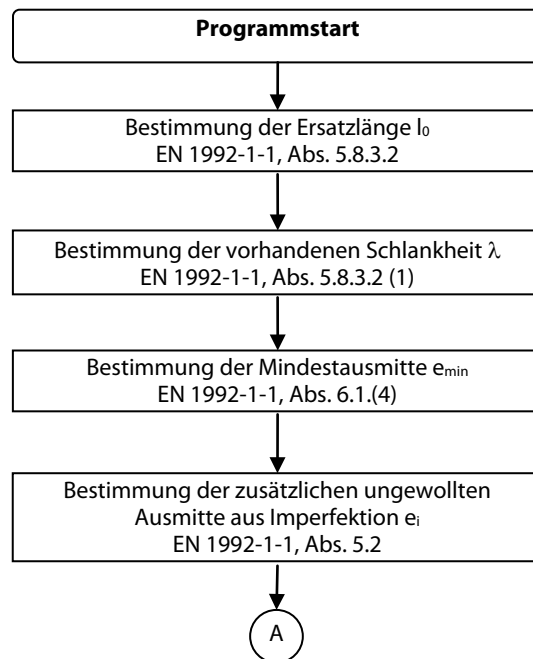 Programmstart
Bestimmung der Ersatzlänge l₀
EN 1992-1-1, Abs. 5.8.3.2
Bestimmung der vorhandenen Schlankheit λ
EN 1992-1-1, Abs. 5.8.3.2 (1)
Bestimmung der Mindestausmitte eₘᵢₙ
EN 1992-1-1, Abs. 6.1.(4)
Bestimmung der zusätzlichen ungewollten
Ausmitte aus Imperfektion eᵢ
EN 1992-1-1, Abs. 5.2
A